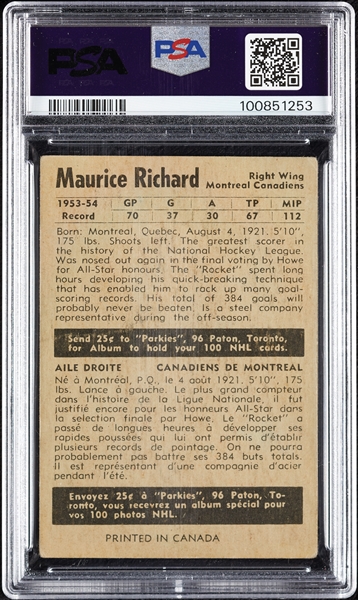 PSA
PSA
100851253
Maurice Richard
Right Wing
Montreal Canadiens
1953-54 GP G A TP MIP
Record 70 37 30 67 112
Born: Montreal, Quebec, August 4, 1921. 5'10",
175 lbs. Shoots left. The greatest scorer in
the history of the National Hockey League.
Was nosed out again in the final voting by Howe
for All-Star honours. The "Rocket" spent long
hours developing his quick-breaking technique
that has enabled him to rack up many goal-
scoring records. His total of 384 goals will
probably never be beaten. Is a steel company
representative during the off-season.
Send 25¢ to "Parkies", 96 Paton, Toronto,
for Album to hold your 100 NHL cards.
AILE DROITE CANADIENS DE MONTREAL
Né à Montréal, P.Q., le 4 août 1921. 5'10", 175
lbs. Lance à gauche. Le plus grand compteur
dans l'histoire de la Ligue Nationale, il fut
justifié encore pour les honneurs All-Star dans
la selection finale par Howe. Le "Rocket" a
passé de longues heures à développer ses
rapides poussées qui lui ont permi d'établir
plusieurs records de pointage. On ne pourra
probablement pas battre ses 384 buts totals.
Il est représentant d'une compagnie d'acier
pendant l'été.
Envoyez 25¢ à "Parkies", 96 Paton, To-
ronto, vous recevrez un album spécial pour
vos 100 photos NHL.
PRINTED IN CANADA